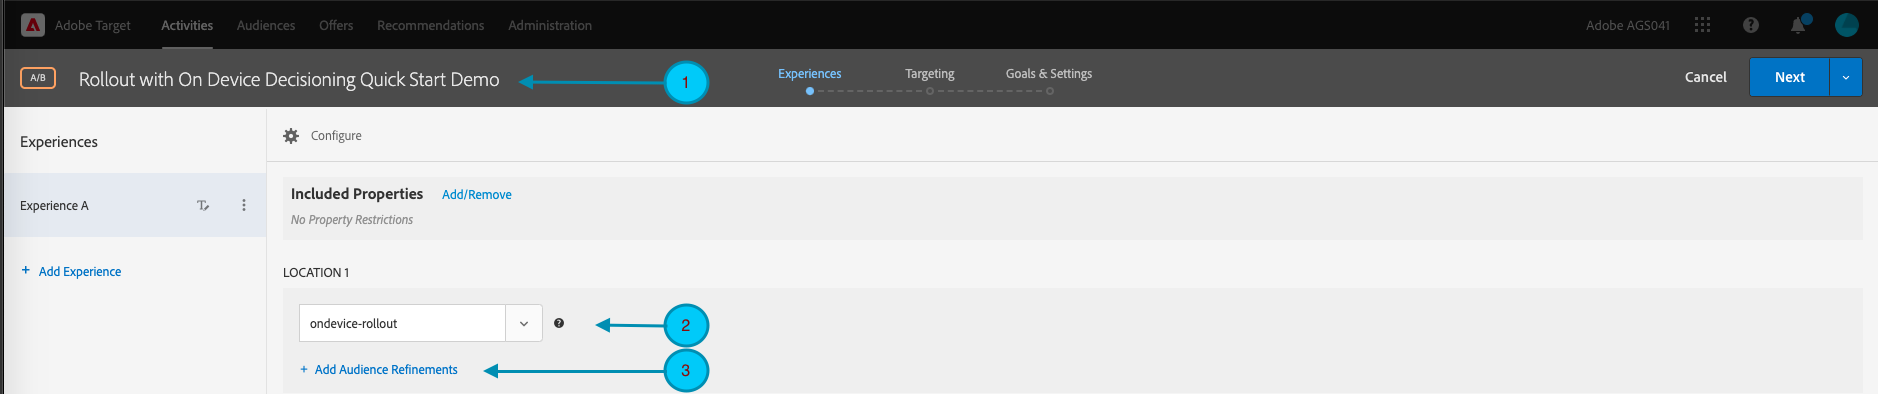 Adobe Target Activities Audiences Offers Recommendations Administration Adobe AGS041
A/B Rollout with On Device Decisioning Quick Start Demo 1 Experiences Targeting Goals & Settings Cancel Next
Experiences
Configure
Included Properties Add/Remove
Experience A
No Property Restrictions
+ Add Experience
LOCATION 1
ondevice-rollout 2
+ Add Audience Refinements 3